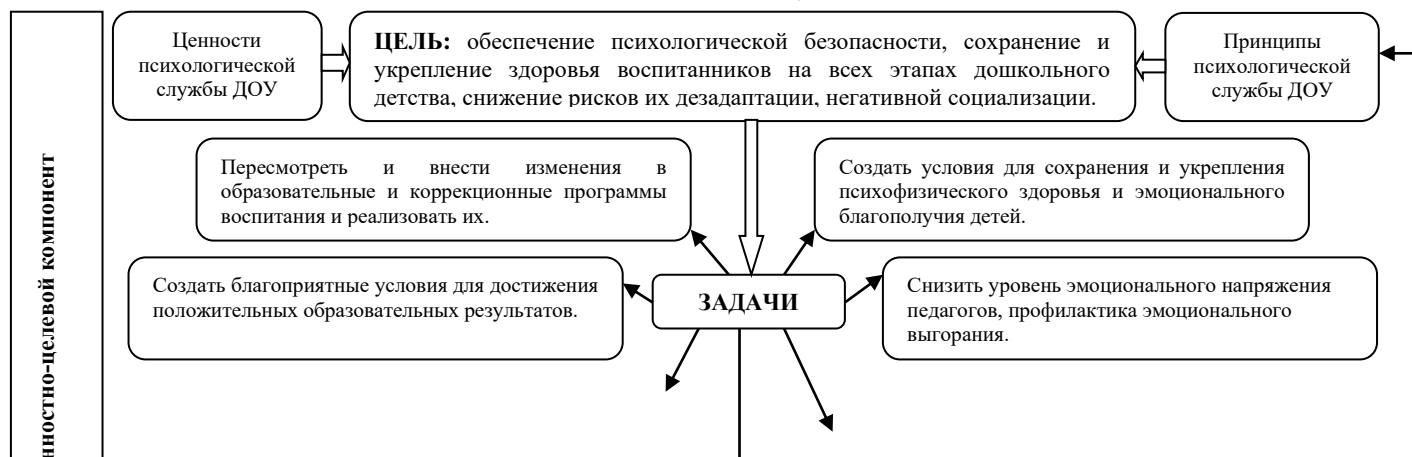 Ценности
психологической
службы ДОУ
ЦЕЛЬ: обеспечение психологической безопасности, сохранение и
укрепление здоровья воспитанников на всех этапах дошкольного
детства, снижение рисков их дезадаптации, негативной социализации.
Принципы
психологической
службы ДОУ
Пересмотреть и внести изменения в
образовательные и коррекционные программы
воспитания и реализовать их.
Создать условия для сохранения и укрепления
психофизического здоровья и эмоционального
благополучия детей.
Создать благоприятные условия для достижения
положительных образовательных результатов.
ЗАДАЧИ
Снизить уровень эмоционального напряжения
педагогов, профилактика эмоционального
выгорания.
нностно-целевой компонент